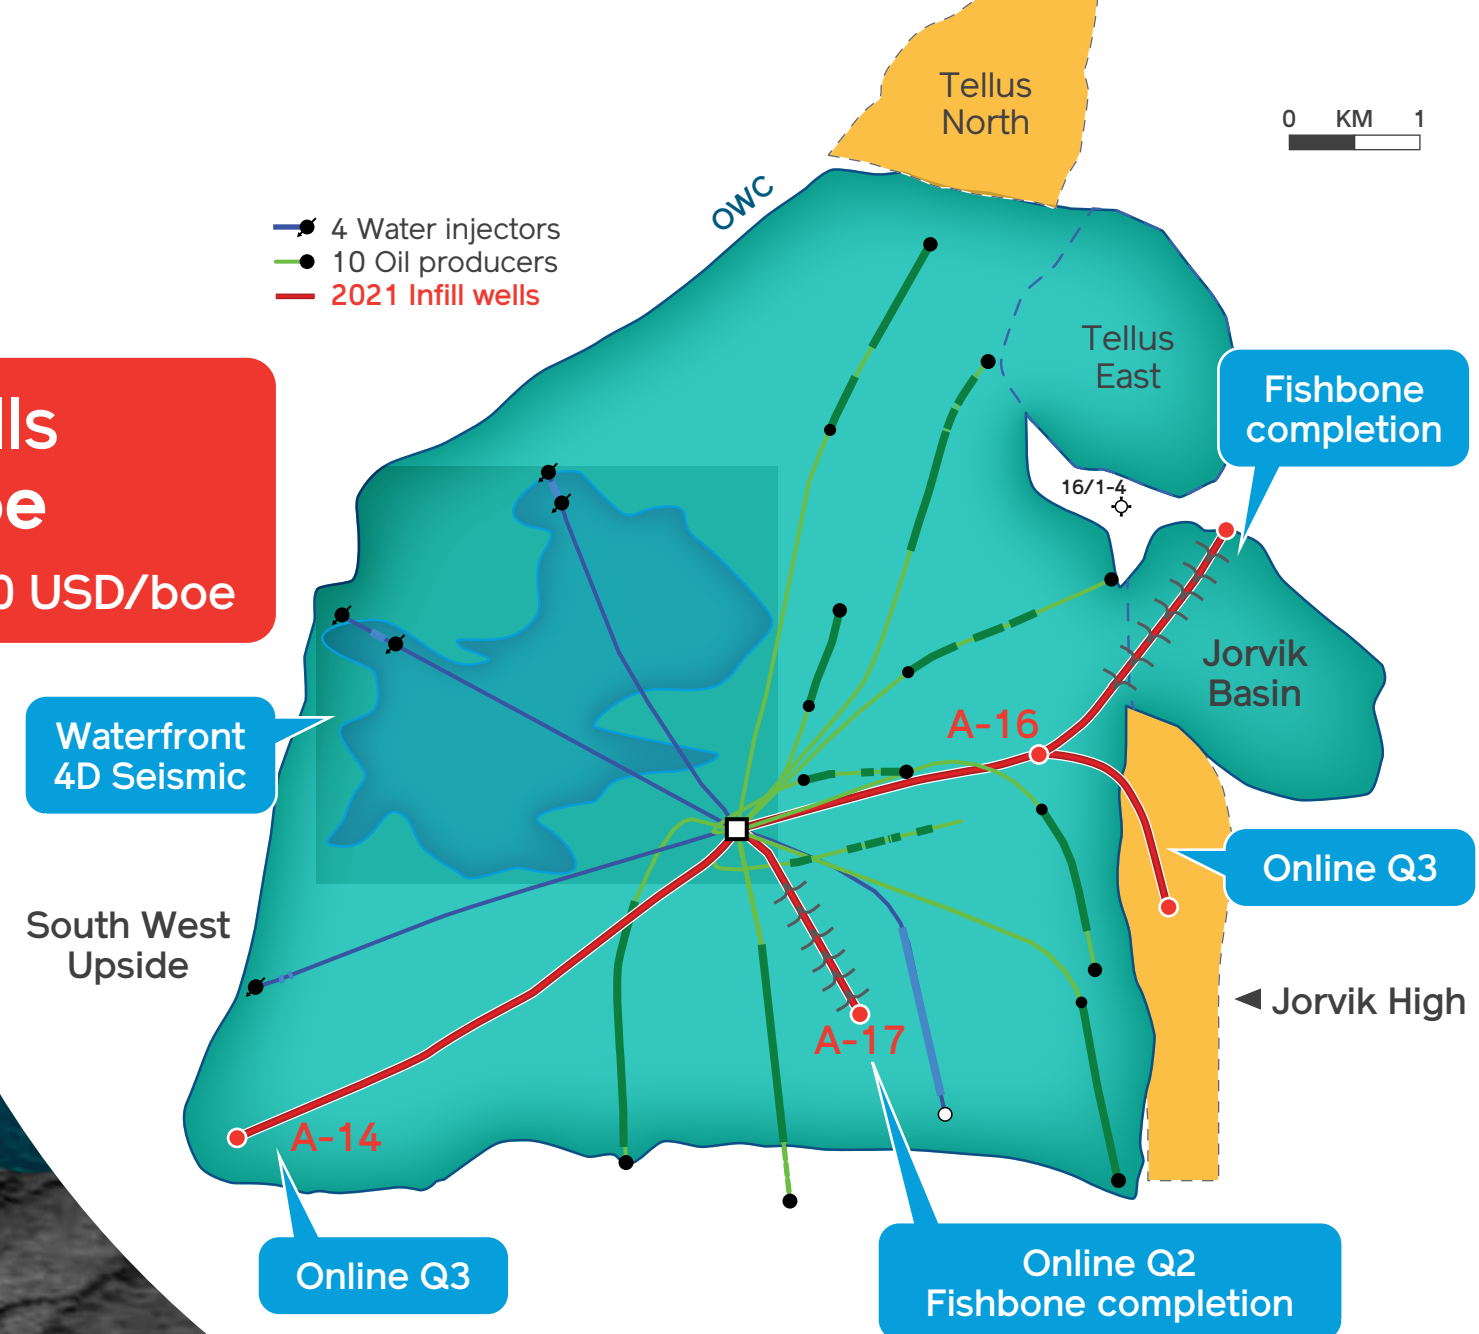 Tellus
North
0 KM 1
OWC
4 Water injectors
10 Oil producers
2021 Infill wells
Tellus
East
Fishbone
completion
16/1-4
0 USD/boe
Jorvik
Basin
A-16
Waterfront
4D Seismic
Online Q3
South West
Upside
Jorvik High
A-17
A-14
Online Q3
Online Q2
Fishbone completion